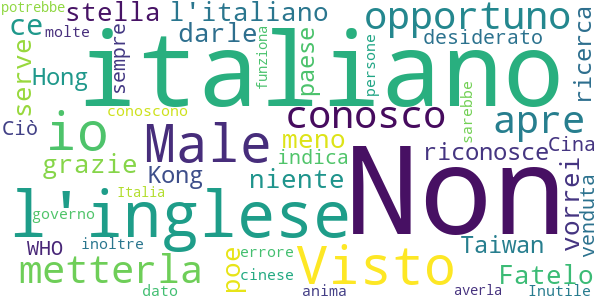 potrebbe
stella
l'italiano
opportuno
ricerca
molte
ce
darle
desiderato
sempre
funziona
paese
persone
italiano
serve
Hong
conoscono
conosco
sarebbe
apre
Ciò
io
Male
meno
riconosce
Cina
grazie
Kong
indica
niente
Non
vorrei
venduta
Italia
l'inglese
governo
WHO
inoltre
poe
errore
Visto
Taiwan
metterla
cinese
Fatelo
dato
anima
averla
Inutile